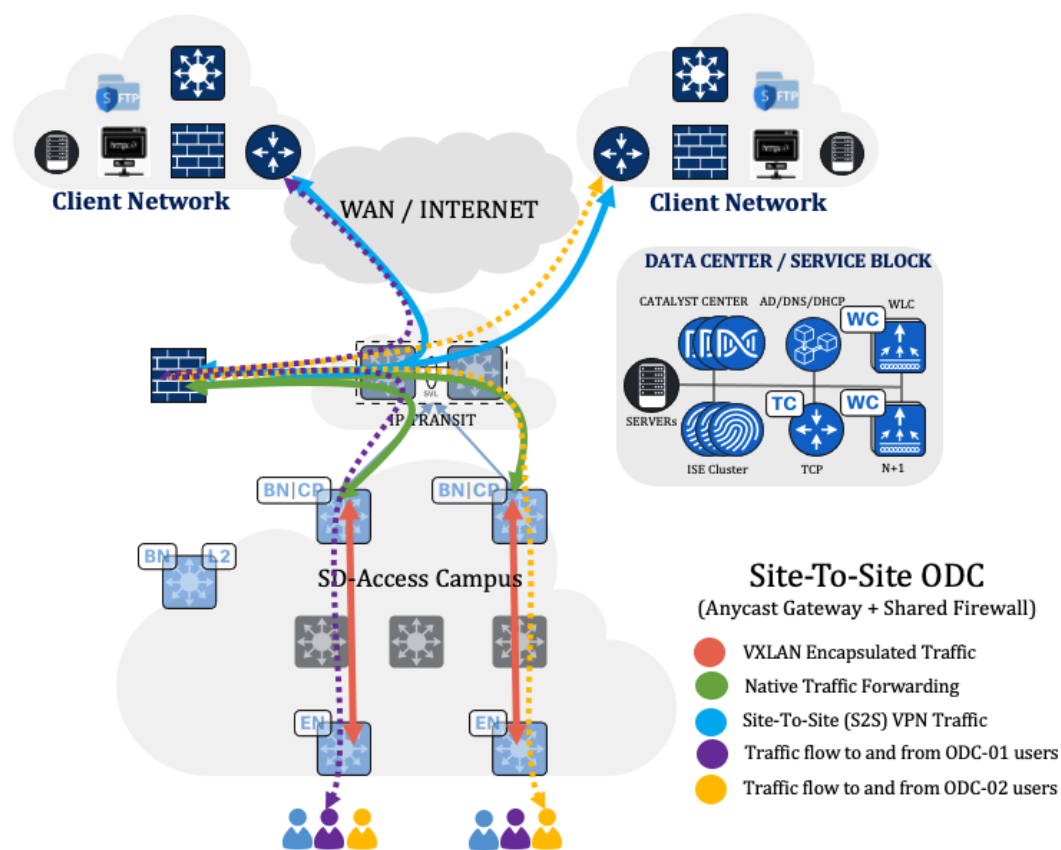 S FTP
S FTP
Client Network
WAN / INTERNET
Client Network
DATA CENTER / SERVICE BLOCK
CATALYST CENTER
AD/DNS/DHCP
WLC
WC
SVL
IP TRANSIT
SERVERs
TC
WC
ISE Cluster
TCP
N+1
BN|CP
BN|CP
BN
L2
SD-Access Campus
Site-To-Site ODC
(Anycast Gateway + Shared Firewall)
VXLAN Encapsulated Traffic
Native Traffic Forwarding
EN
EN
Site-To-Site (S2S) VPN Traffic
Traffic flow to and from ODC-01 users
Traffic flow to and from ODC-02 users